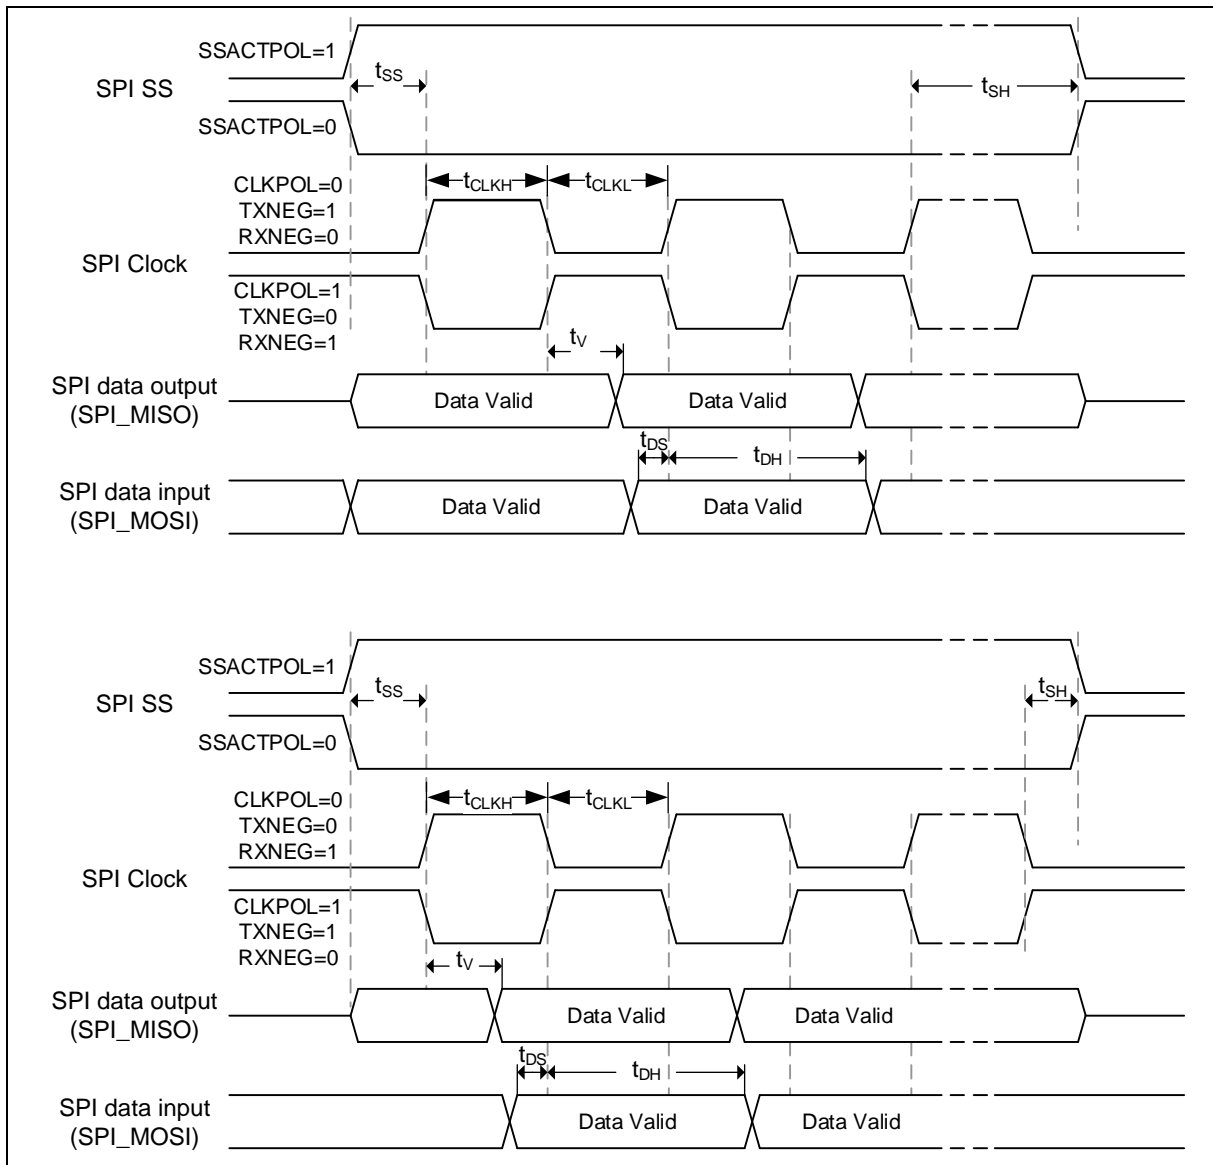 SSACTPOL=1
SPI SS
tSS
tSH
SSACTPOL=0
CLKPOL=0
TXNEG=1
RXNEG=0
tCLKH
tCLKL
SPI Clock
CLKPOL=1
TXNEG=0
RXNEG=1
tV
SPI data output
(SPI_MISO)
Data Valid
Data Valid
tDS
tDH
SPI data input
(SPI_MOSI)
Data Valid
Data Valid
SSACTPOL=1
SPI SS
tSS
tSH
SSACTPOL=0
CLKPOL=0
TXNEG=0
RXNEG=1
tCLKH
tCLKL
SPI Clock
CLKPOL=1
TXNEG=1
RXNEG=0
tV
SPI data output
(SPI_MISO)
Data Valid
Data Valid
tDS
tDH
SPI data input
(SPI_MOSI)
Data Valid
Data Valid